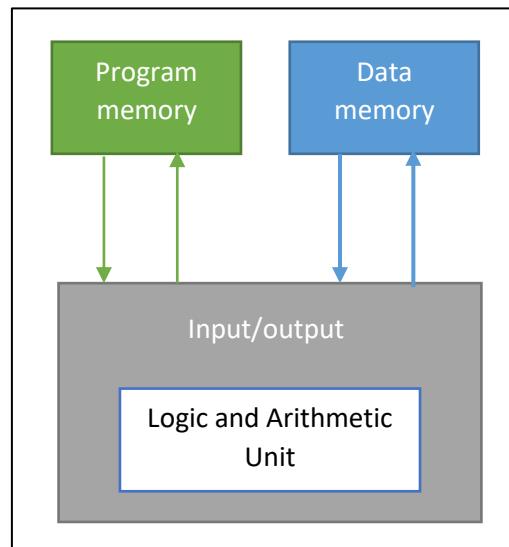 Program
memory
Data
memory
Input/output
Logic and Arithmetic
Unit